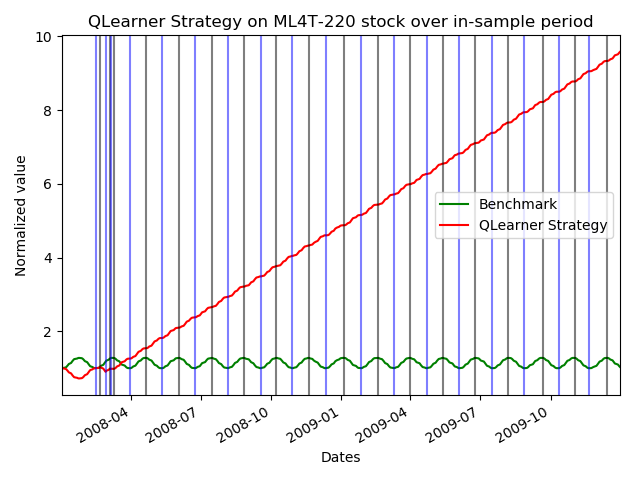 QLearner Strategy on ML4T-220 stock over in-sample period
10
8
6
4
2
Normalized value
Benchmark
QLearner Strategy
2008-04
2008-07
2008-10
2009-01
2009-04
2009-07
2009-10
Dates